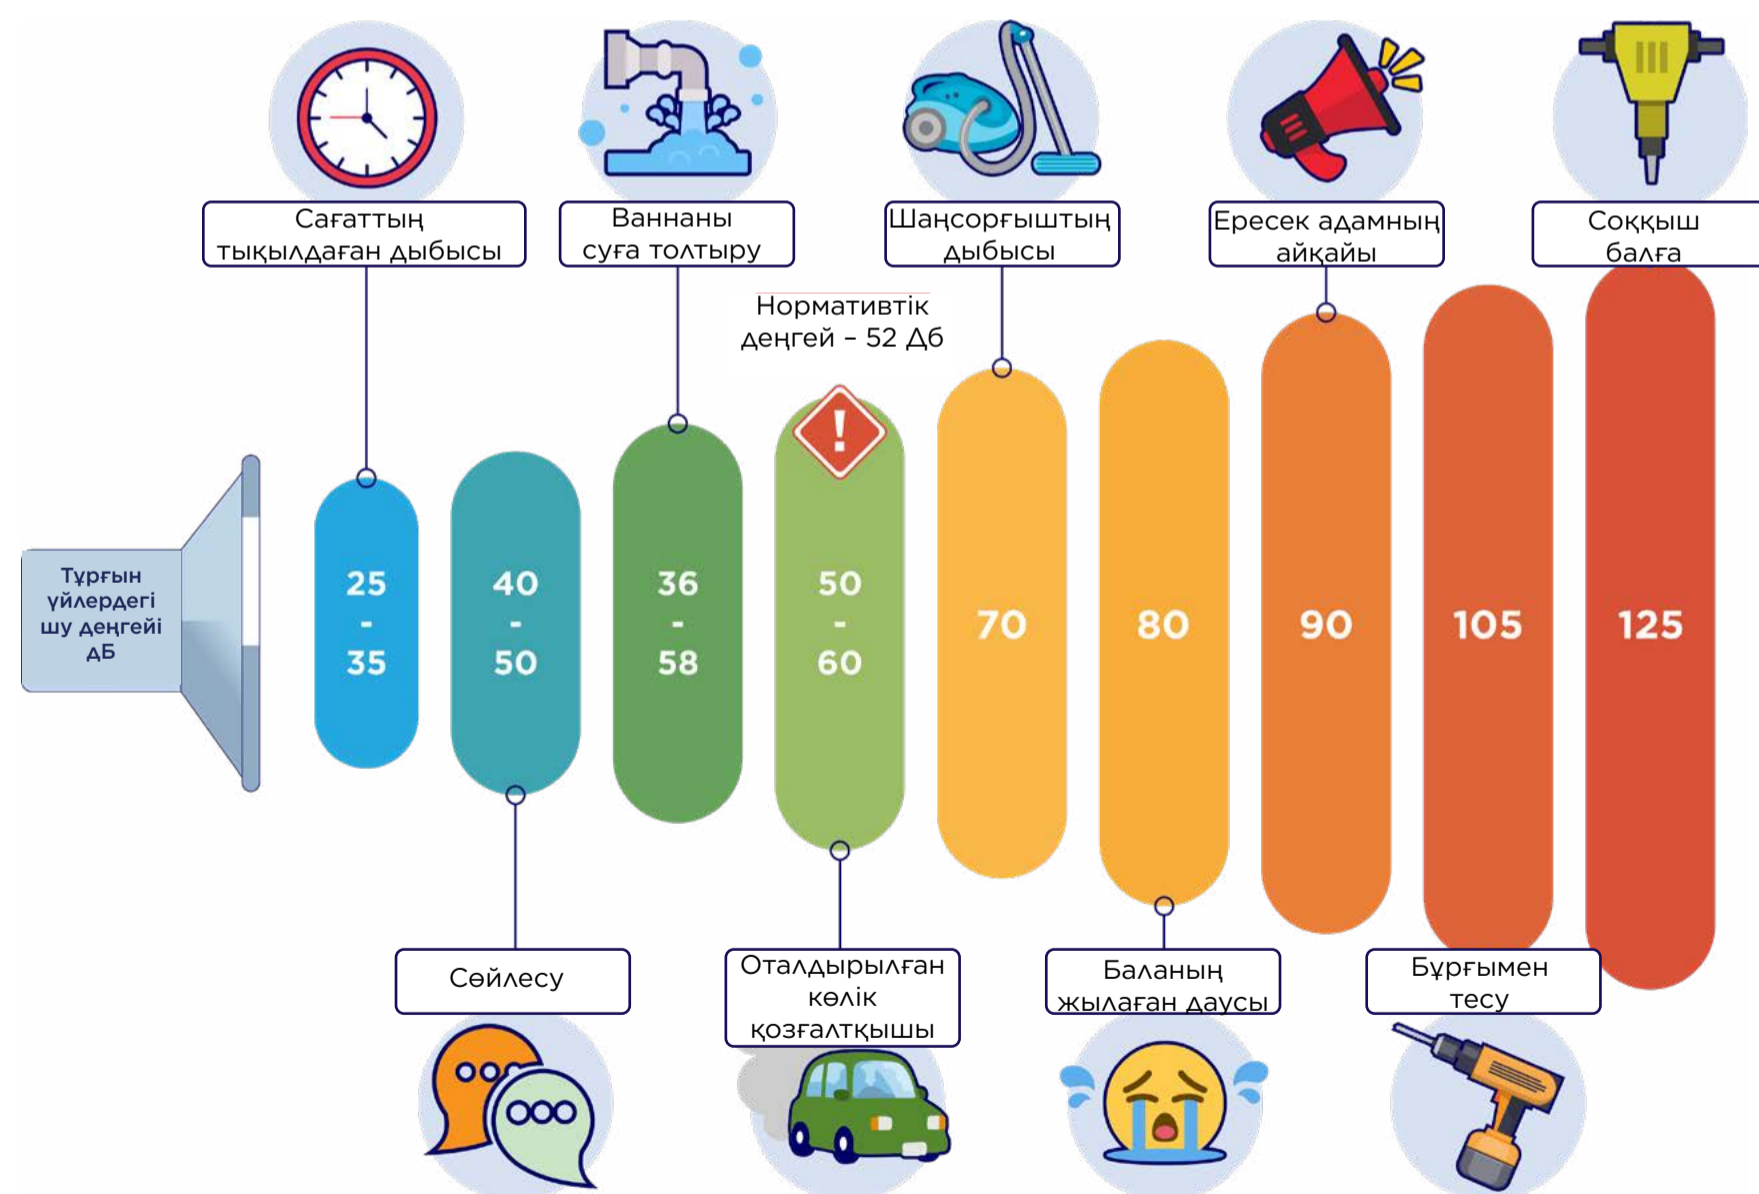 Сағаттың
тықылдаған дыбысы
Ваннаны
суға толтыру
Шаңсорғыштың
дыбысы
Ересек адамның
айқайы
Соққыш
балға
Нормативтік
деңгей – 52 Дб
!
Тұрғын
үйлердегі
шу деңгейі
дБ
25
-
35
40
-
50
36
-
58
50
-
60
70
80
90
105
125
Сөйлесу
Оталдырылған
көлік
қозғалтқышы
Баланың
жылаған даусы
Бұрғымен
тесу